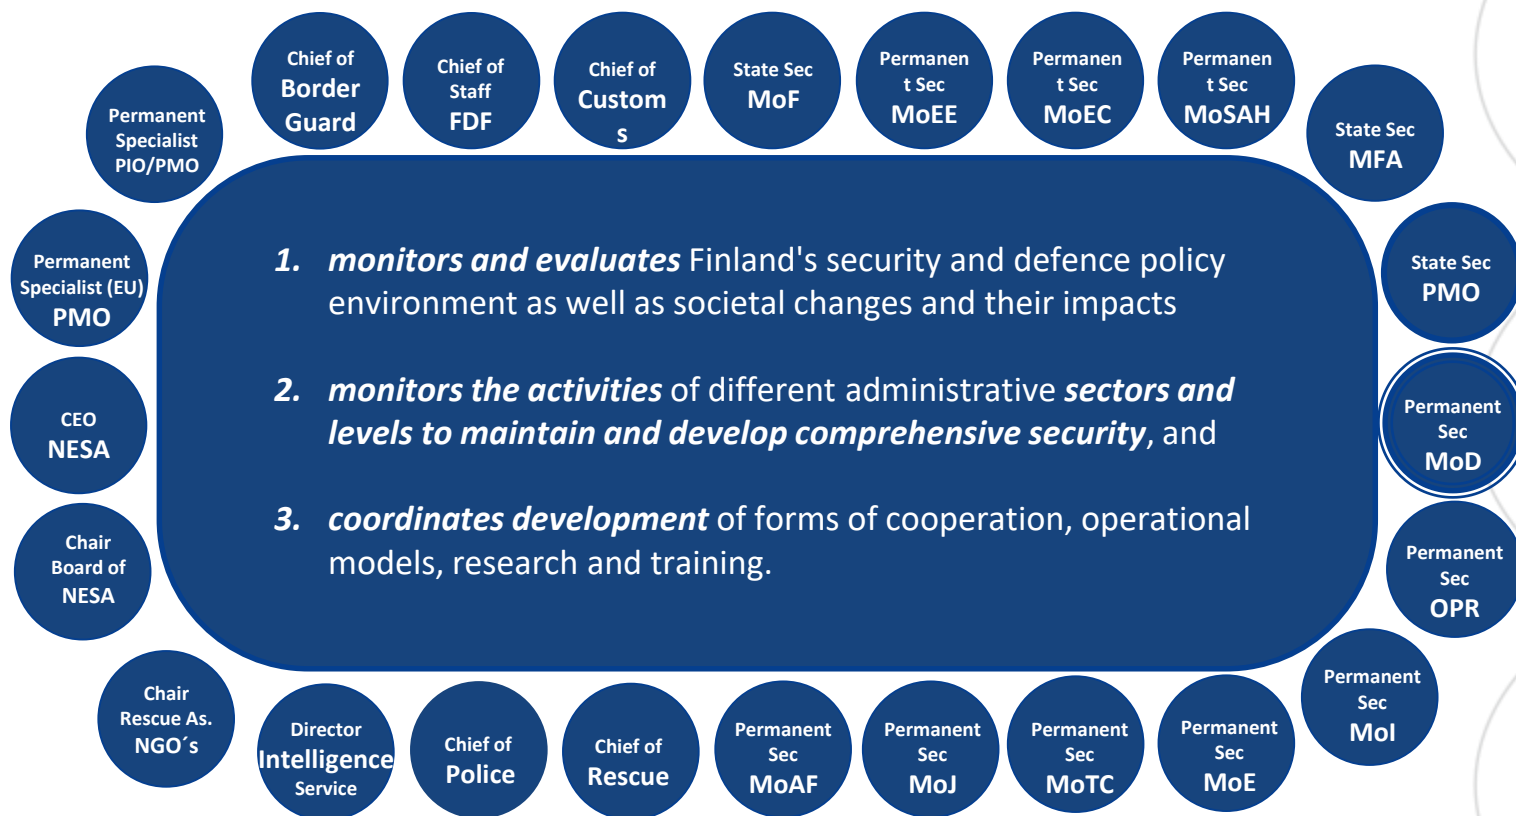 Chief of
Border
Guard
Chief of
Staff
FDF
Chief of
Custom
s
State Sec
MoF
Permanen
t Sec
MoEE
Permanen
t Sec
MoEC
Permanen
t Sec
MoSAH
State Sec
MFA
State Sec
PMO
Permanent
Sec
MoD
Permanent
Sec
OPR
Permanent
Sec
MoI
Permanent
Sec
MoE
Permanent
Sec
MoTC
Permanent
Sec
MoJ
Permanent
Sec
MoAF
Chief of
Rescue
Chief of
Police
Director
Intelligence
Service
Chair
Rescue As.
NGO´s
Chair
Board of
NESA
CEO
NESA
Permanent
Specialist (EU)
PMO
Permanent
Specialist
PIO/PMO
1. monitors and evaluates Finland's security and defence policy
environment as well as societal changes and their impacts
2. monitors the activities of different administrative sectors and
levels to maintain and develop comprehensive security, and
3. coordinates development of forms of cooperation, operational
models, research and training.